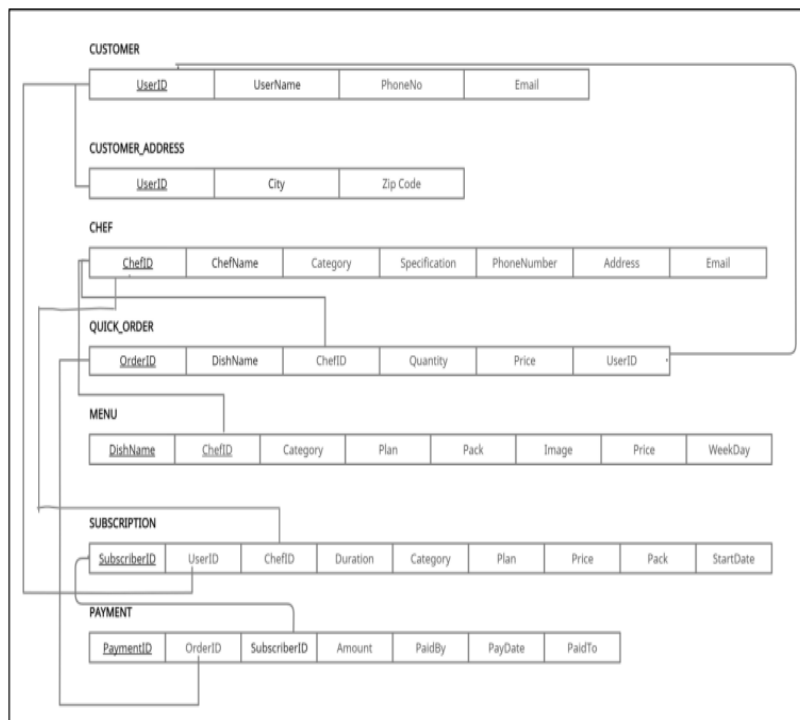 CUSTOMER
UserID UserName PhoneNo Email
CUSTOMER_ADDRESS
UserID City Zip Code
CHEF
ChefID ChefName Category Specification PhoneNumber Address Email
QUICK_ORDER
OrderID DishName ChefID Quantity Price UserID
MENU
DishName ChefID Category Plan Pack Image Price WeekDay
SUBSCRIPTION
SubscriberID UserID ChefID Duration Category Plan Price Pack StartDate
PAYMENT
PaymentID OrderID SubscriberID Amount PaidBy PayDate PaidTo